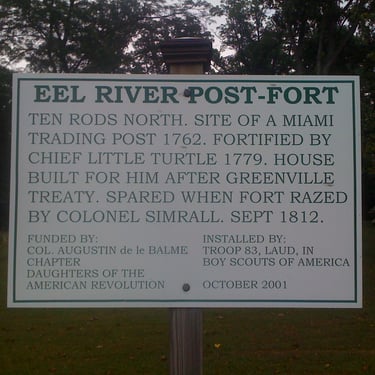 EEL RIVER POST-FORT
TEN RODS NORTH. SITE OF A MIAMI
TRADING POST 1762. FORTIFIED BY
CHIEF LITTLE TURTLE 1779. HOUSE
BUILT FOR HIM AFTER GREENVILLE
TREATY. SPARED WHEN FORT RAZED
BY COLONEL SIMRALL. SEPT 1812.
FUNDED BY:
COL. AUGUSTIN de le BALME
CHAPTER
DAUGHTERS OF THE
AMERICAN REVOLUTION
INSTALLED BY:
TROOP 83, LAUD, IN
BOY SCOUTS OF AMERICA
OCTOBER 2001